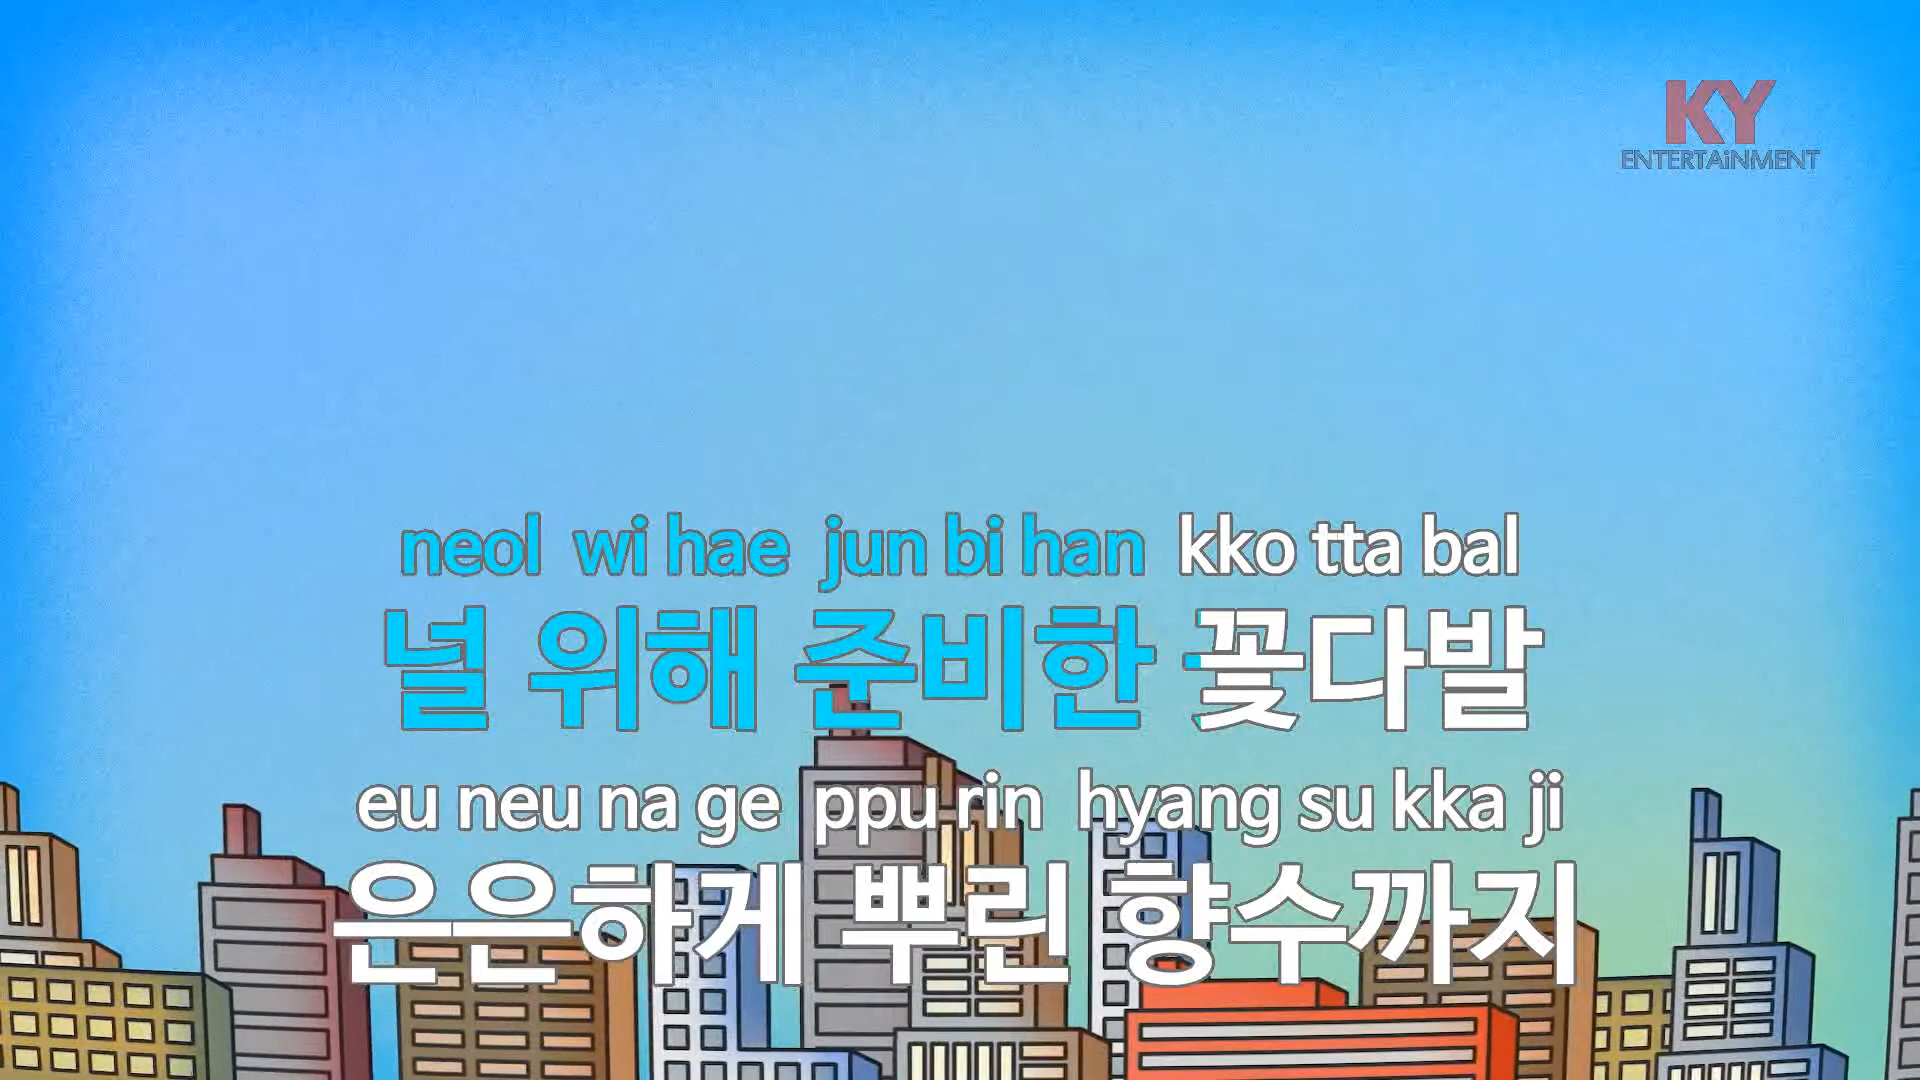 KY
ENTERTAiNMENT
neol wi hae jun bi han kko tta bal
널 위해 준비한 꽃다발
eu neu na ge ppu rin hyang su kka ji
은은하게 뿌린 향수까지